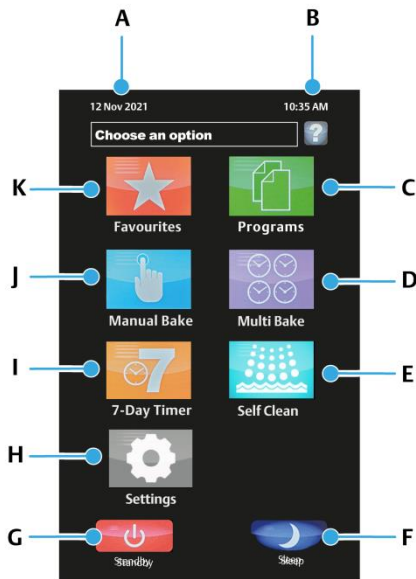 A B
12 Nov 2021 10:35 AM
Choose an option ?
K C
Favourites Programs
J D
Manual Bake Multi Bake
I 7 E
7-Day Timer Self Clean
H
Settings
G F
Standby Sleep